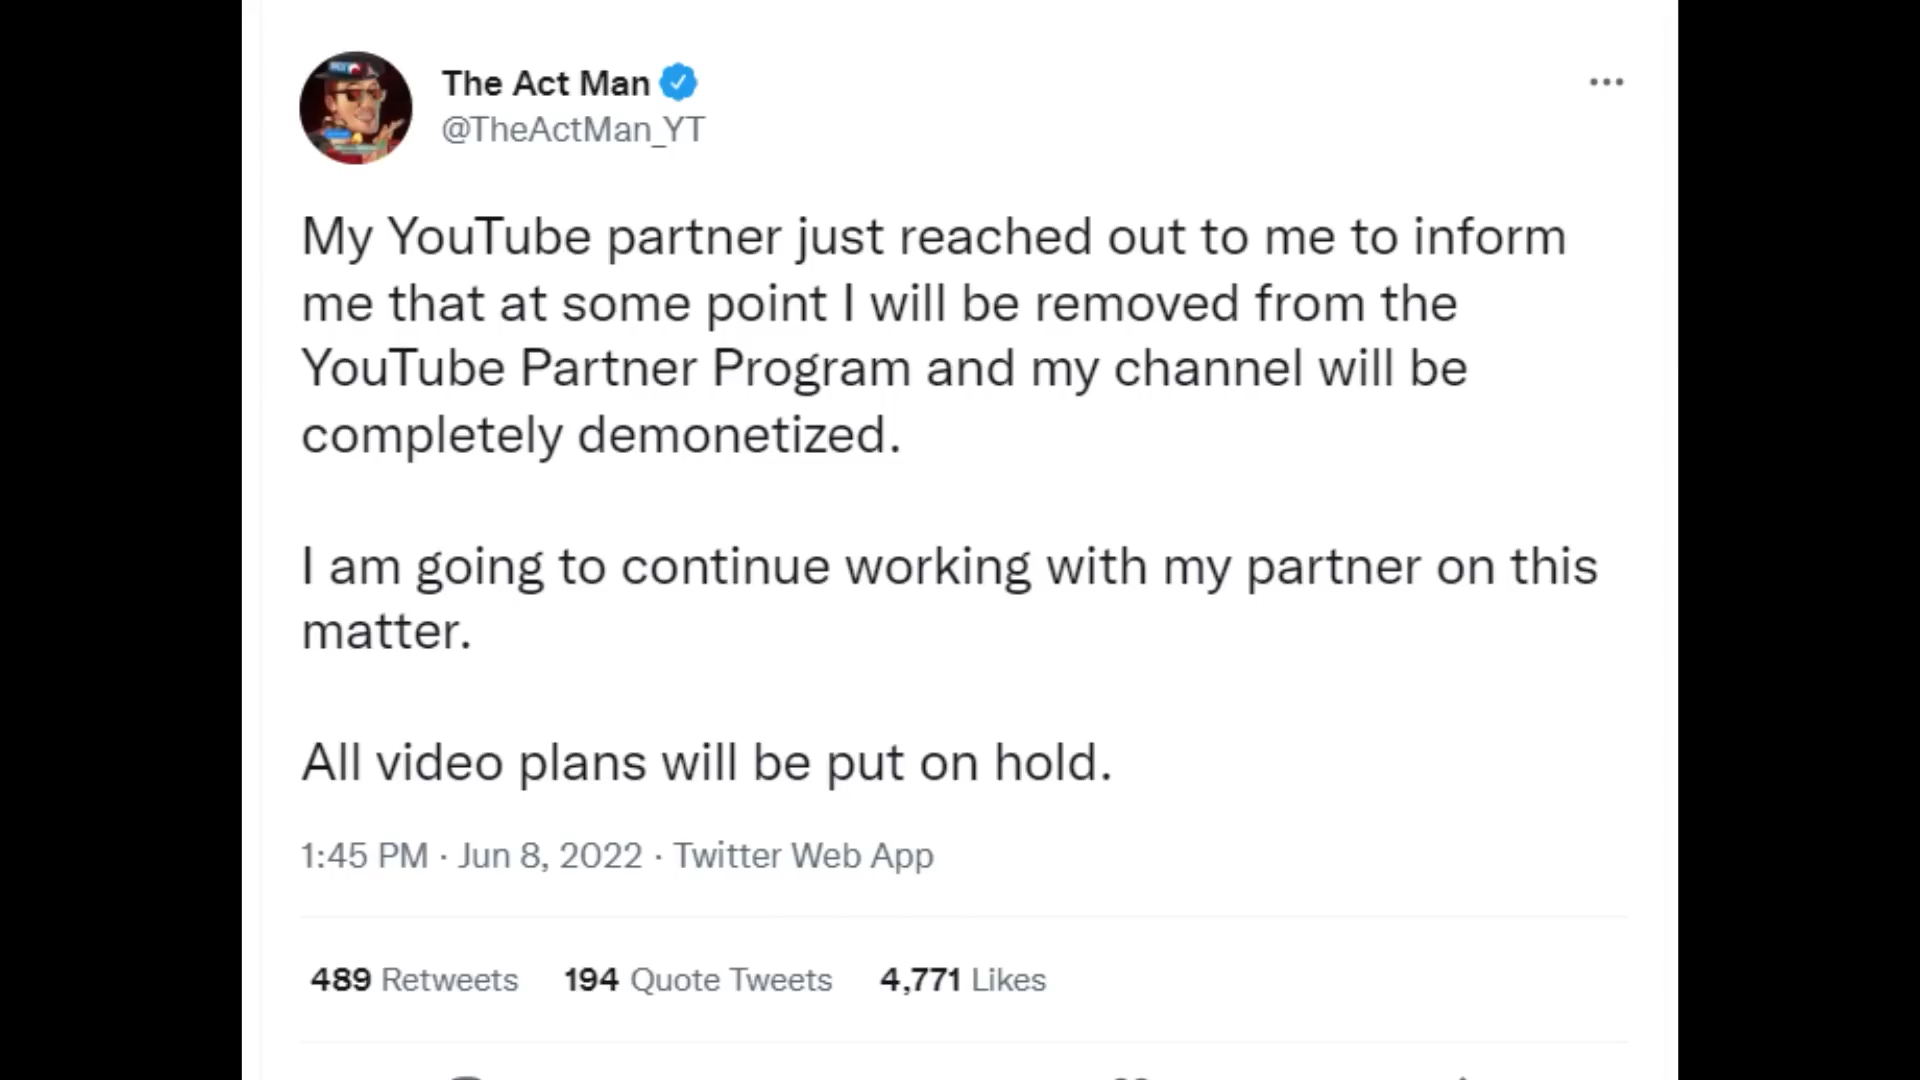 The Act Man
@TheActMan_YT
My YouTube partner just reached out to me to inform
me that at some point I will be removed from the
YouTube Partner Program and my channel will be
completely demonetized.
I am going to continue working with my partner on this
matter.
All video plans will be put on hold.
1:45 PM · Jun 8, 2022 · Twitter Web App
489 Retweets 194 Quote Tweets 4,771 Likes